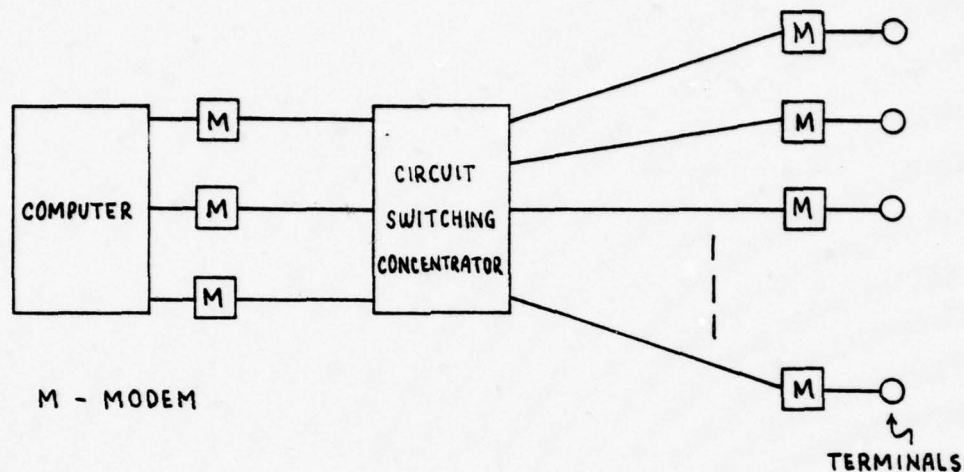 M
M
M
M
COMPUTER
M
CIRCUIT
SWITCHING
CONCENTRATOR
M
M
M
M - MODEM
TERMINALS